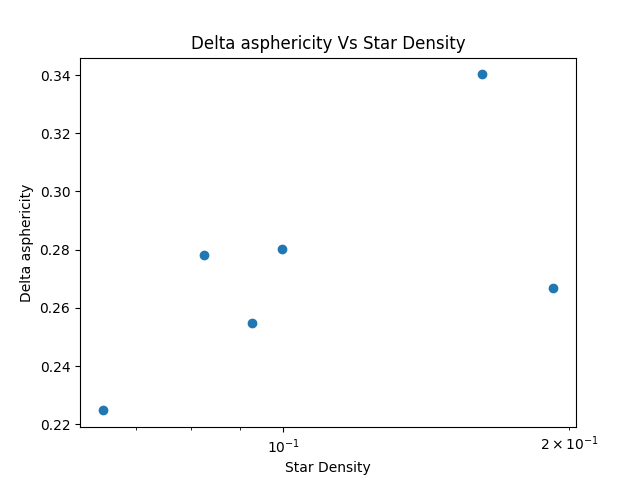 Delta asphericity Vs Star Density
Delta asphericity
0.34
0.32
0.30
0.28
0.26
0.24
0.22
10⁻¹
2 × 10⁻¹
Star Density